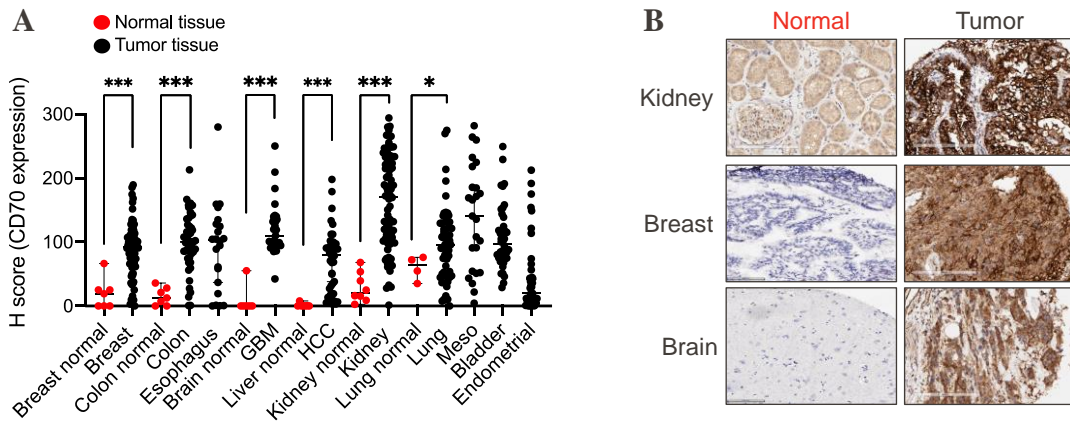 A
Normal tissue
Tumor tissue
*** *** *** *** *** *
H score (CD70 expression)
300
200
100
0
Breast normal
Breast
Colon normal
Colon
Esophagus
Brain normal
GBM
Liver normal
HCC
Kidney normal
Kidney
Lung normal
Lung
Meso
Bladder
Endometrial
B
Normal Tumor
Kidney
Breast
Brain